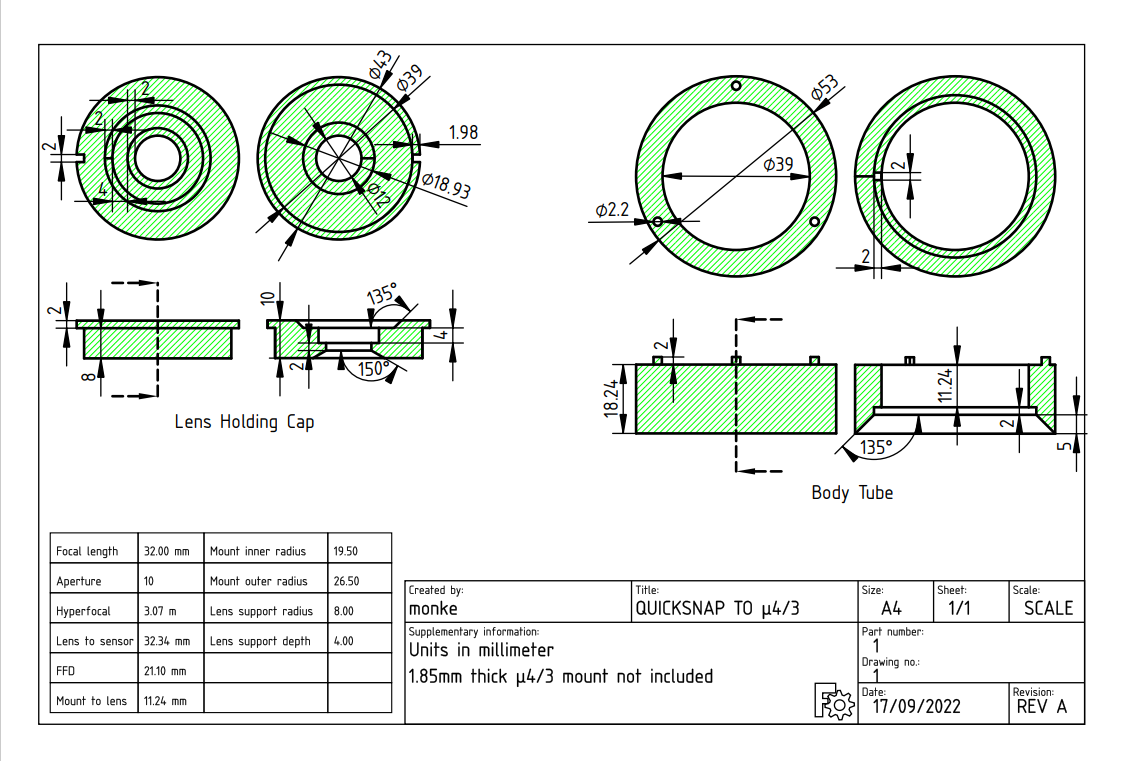 Ø43
Ø39
2
2
2
4
1.98
Ø18.93
Ø12
Ø53
Ø39
Ø2.2
2
2
2
8
10
135°
4
2
150°
Lens Holding Cap
2
18.24
11.24
2
5
135°
Body Tube
Focal length 32.00 mm Mount inner radius 19.50
Aperture 10 Mount outer radius 26.50
Hyperfocal 3.07 m Lens support radius 8.00
Lens to sensor 32.34 mm Lens support depth 4.00
FFD 21.10 mm
Mount to lens 11.24 mm
Created by:
monke
Title:
QUICKSNAP TO µ4/3
Size:
A4
Sheet:
1/1
Scale:
SCALE
Supplementary information:
Units in millimeter
1.85mm thick µ4/3 mount not included
Part number:
1
Drawing no.:
1
Date:
17/09/2022
Revision:
REV A